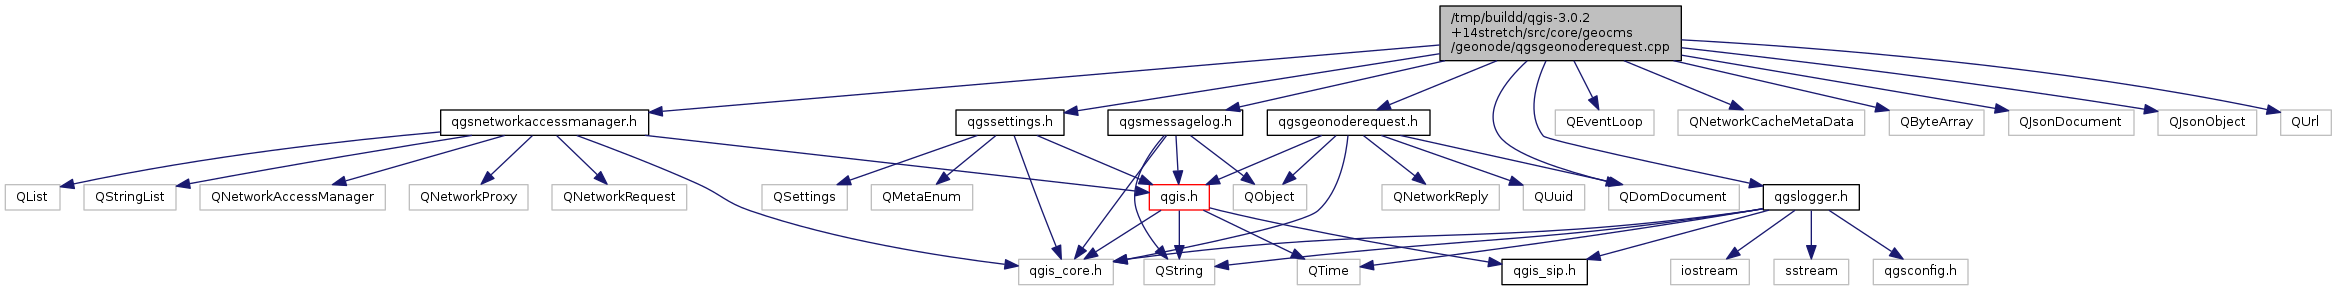 /tmp/buildd/qgis-3.0.2
+14stretch/src/core/geocms
/geonode/qgsgeonoderequest.cpp
qgsnetworkaccessmanager.h
qgssettings.h
qgsmessagelog.h
qgsgeonoderequest.h
QEventLoop
QNetworkCacheMetaData
QByteArray
QJsonDocument
QJsonObject
QUrl
QList
QStringList
QNetworkAccessManager
QNetworkProxy
QNetworkRequest
QSettings
QMetaEnum
qgis.h
QObject
QNetworkReply
QUuid
QDomDocument
qgslogger.h
qgis_core.h
QString
QTime
qgis_sip.h
iostream
sstream
qgsconfig.h